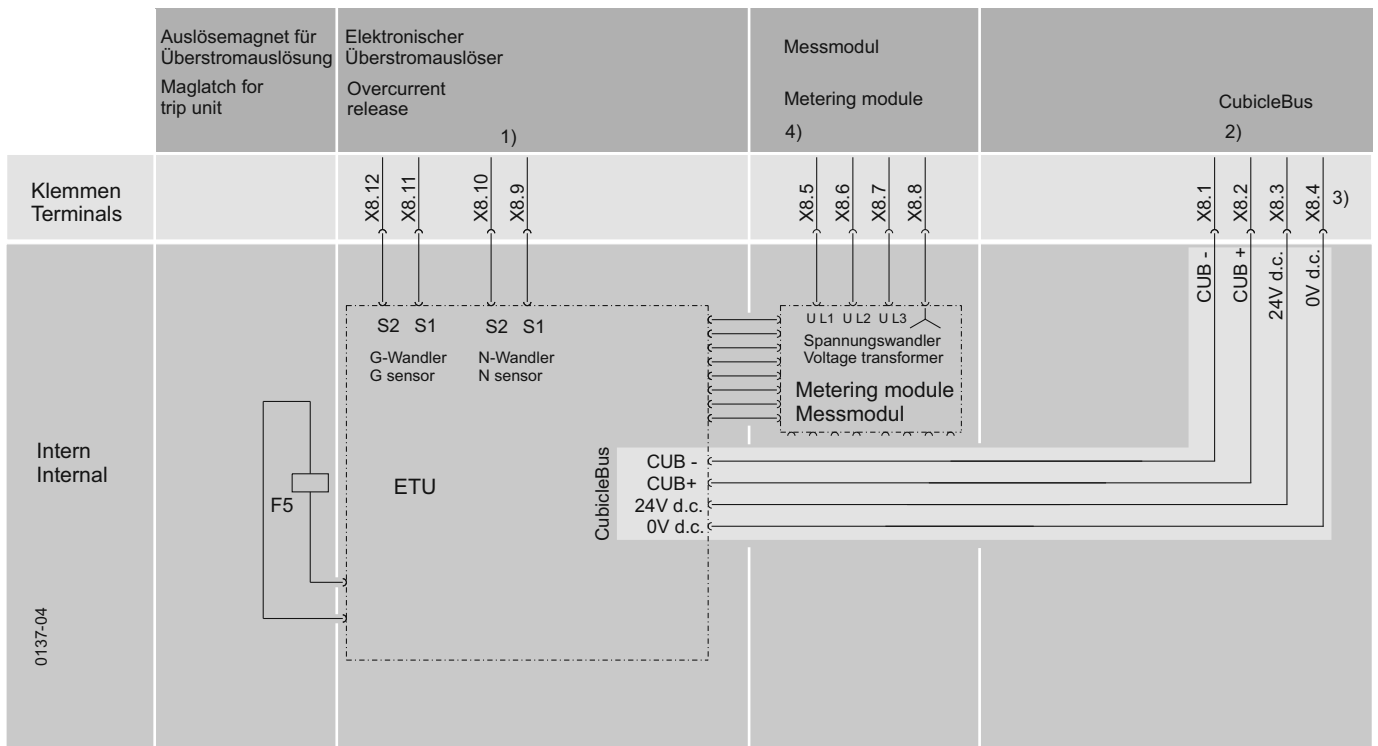 Auslösemagnet für
Überstromauslösung
Maglatch for
trip unit
Elektronischer
Überstromauslöser
Overcurrent
release
1)
Messmodul
Metering module
4)
CubicleBus
2)
Klemmen
Terminals
X8.12
X8.11
X8.10
X8.9
X8.5
X8.6
X8.7
X8.8
X8.1
X8.2
X8.3
X8.4
3)
CUB -
CUB +
24V d.c.
0V d.c.
S2 S1
S2 S1
G-Wandler
G sensor
N-Wandler
N sensor
U L1 U L2 U L3
Spannungswandler
Voltage transformer
Metering module
Messmodul
Intern
Internal
F5
ETU
CubicleBus
CUB -
CUB+
24V d.c.
0V d.c.
0137-04